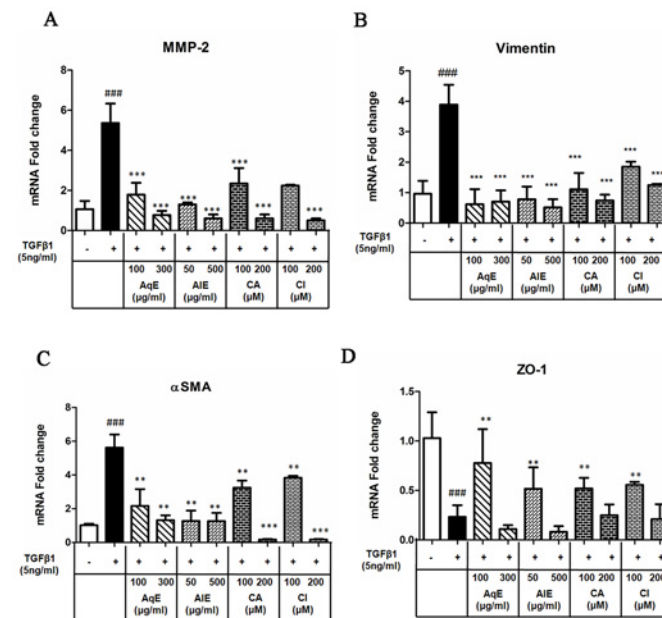 A
MMP-2
mRNA Fold change
8
6
4
2
0
###
*** *** *** *** *** *** ***
TGFβ1 (5ng/ml)
- + + + + + + + + +
100 300 50 500 100 200 100 200
AqE (μg/ml) AlE (μg/ml) CA (μM) CI (μM)
B
Vimentin
mRNA Fold change
5
4
3
2
1
0
###
*** *** *** *** *** *** *** ***
TGFβ1 (5ng/ml)
- + + + + + + + + +
100 300 50 500 100 200 100 200
AqE (μg/ml) AlE (μg/ml) CA (μM) CI (μM)
C
αSMA
mRNA Fold change
8
6
4
2
0
###
** ** ** ** ** *** ** ***
TGFβ1 (5ng/ml)
- + + + + + + + + +
100 300 50 500 100 200 100 200
AqE (μg/ml) AlE (μg/ml) CA (μM) CI (μM)
D
ZO-1
mRNA Fold change
1.5
1.0
0.5
0.0
###
** ** ** **
TGFβ1 (5ng/ml)
- + + + + + + + + +
100 300 50 500 100 200 100 200
AqE (μg/ml) AlE (μg/ml) CA (μM) CI (μM)